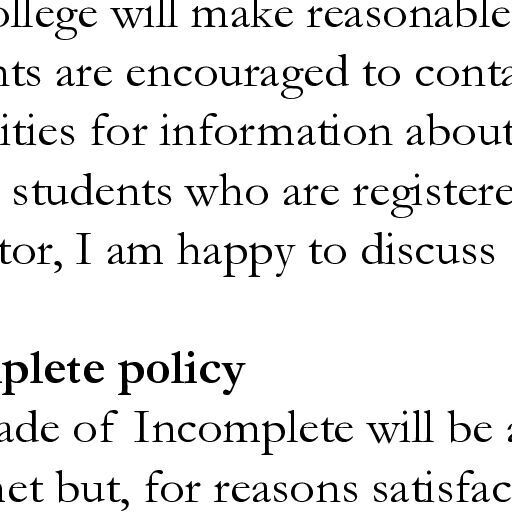 ollege will make reasonable
nts are encouraged to conta
ities for information about
students who are registere
tor, I am happy to discuss
plete policy
ade of Incomplete will be a
net but, for reasons satisfac